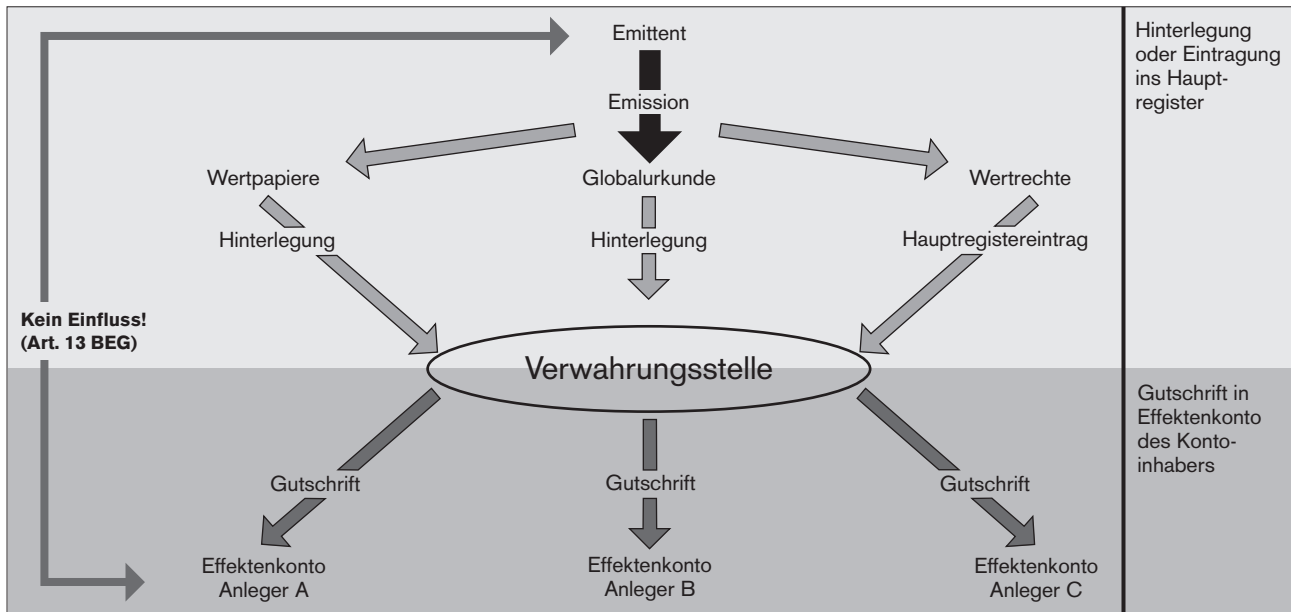 Emittent
Emission
Wertpapiere
Globalurkunde
Wertrechte
Hinterlegung
Hinterlegung
Hauptregistereintrag
Kein Einfluss!
(Art. 13 BEG)
Verwahrungsstelle
Gutschrift
Gutschrift
Gutschrift
Effektenkonto
Anleger A
Effektenkonto
Anleger B
Effektenkonto
Anleger C
Hinterlegung
oder Eintragung
ins Haupt-
register
Gutschrift in
Effektenkonto
des Konto-
inhabers